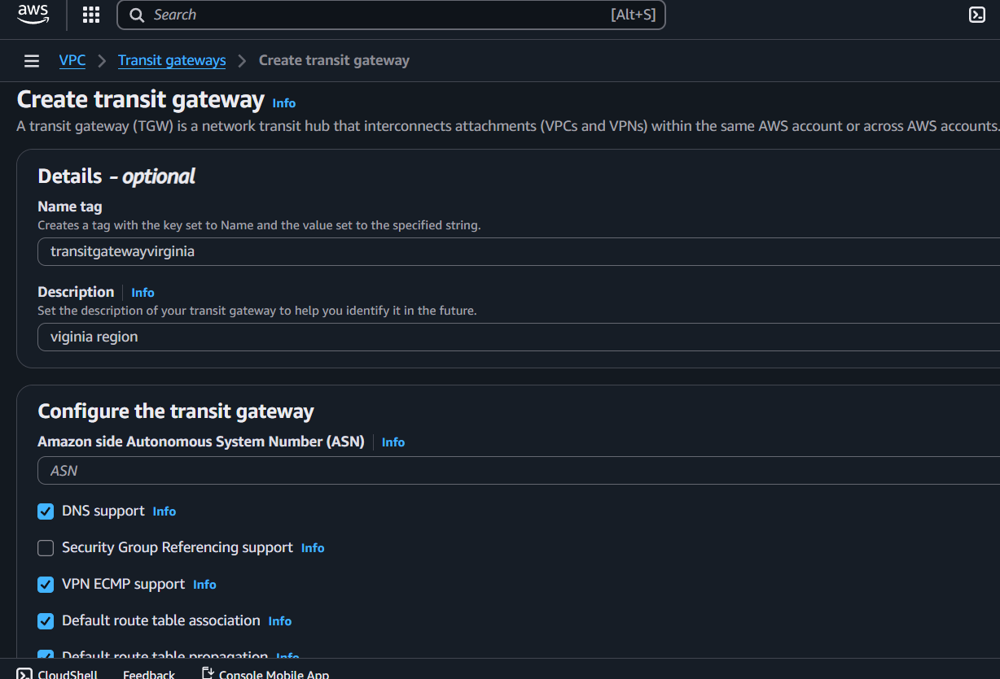 aws
Search [Alt+S]
VPC > Transit gateways > Create transit gateway
Create transit gateway Info
A transit gateway (TGW) is a network transit hub that interconnects attachments (VPCs and VPNs) within the same AWS account or across AWS accounts.
Details - optional
Name tag
Creates a tag with the key set to Name and the value set to the specified string.
transitgatewayvirginia
Description Info
Set the description of your transit gateway to help you identify it in the future.
viginia region
Configure the transit gateway
Amazon side Autonomous System Number (ASN) Info
ASN
DNS support Info
Security Group Referencing support Info
VPN ECMP support Info
Default route table association Info
Default route table propagation Info
CloudShell Feedback Console Mobile App